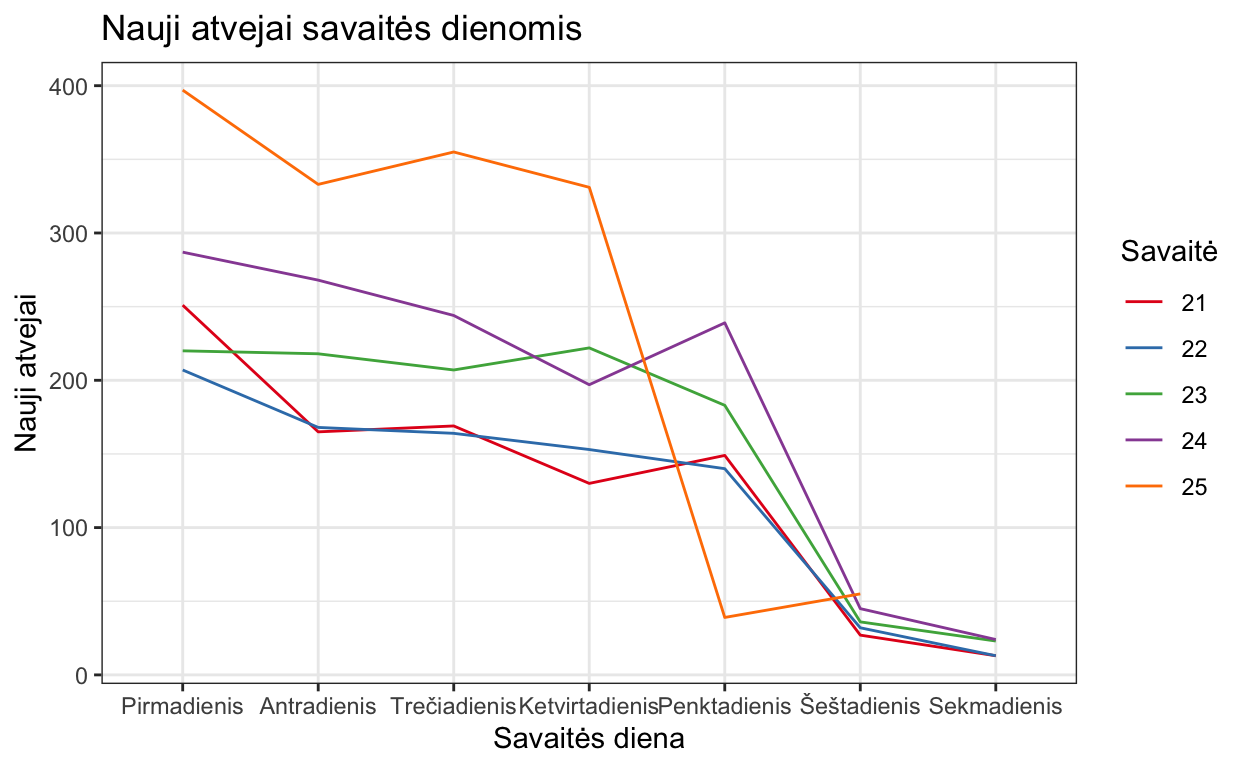 Nauji atvejai savaitės dienomis
400
300
200
100
0
Nauji atvejai
Pirmadienis Antradienis Trečiadienis Ketvirtadienis Penktadienis Šeštadienis Sekmadienis
Savaitės diena
Savaitė
21
22
23
24
25